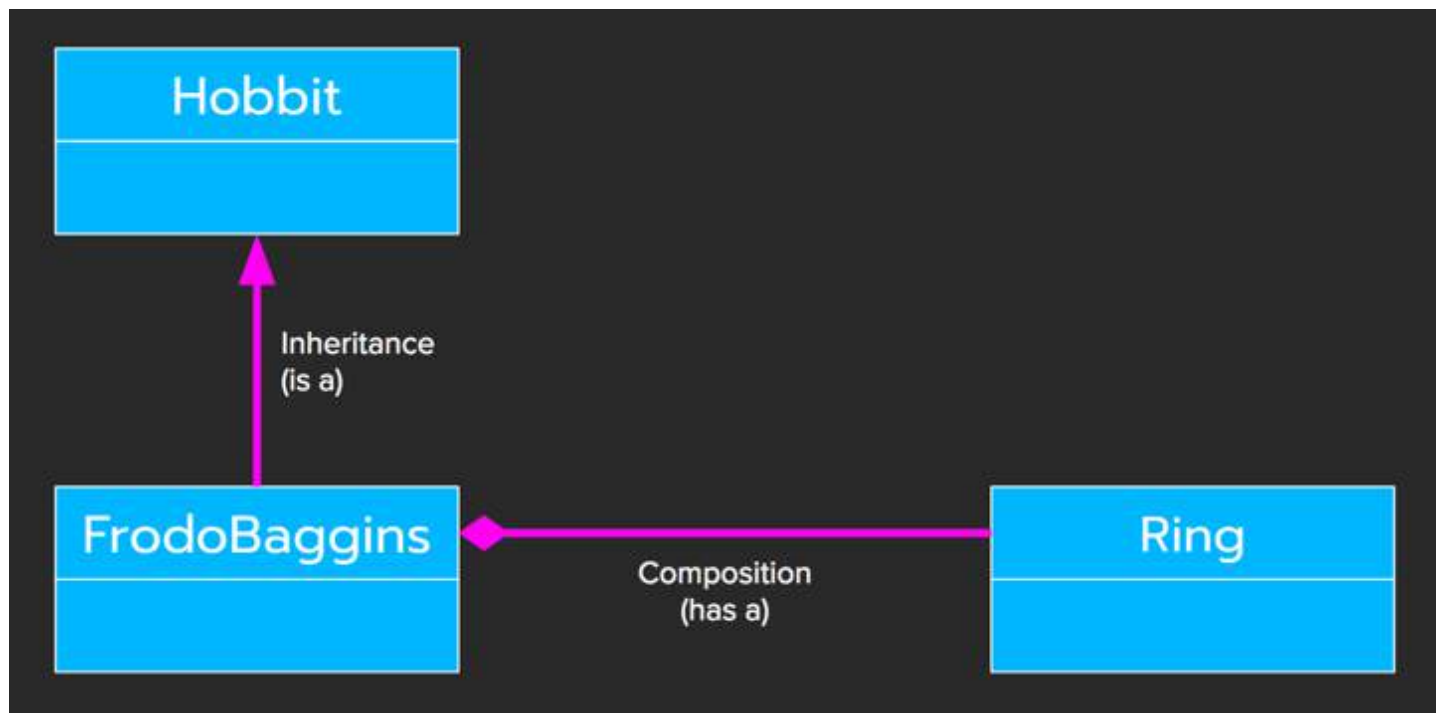 Hobbit
Inheritance
(is a)
FrodoBaggins
Composition
(has a)
Ring